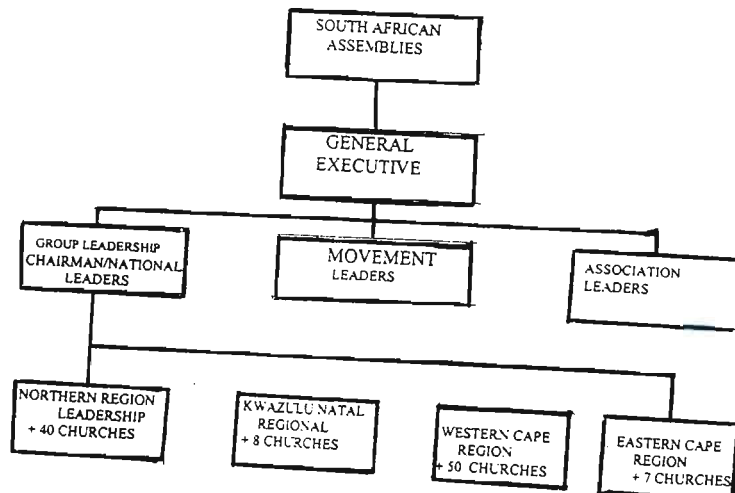 SOUTH AFRICAN
ASSEMBLIES
GENERAL
EXECUTIVE
GROUP LEADERSHIP
CHAIRMAN/NATIONAL
LEADERS
MOVEMENT
LEADERS
ASSOCIATION
LEADERS
NORTHERN REGION
LEADERSHIP
+ 40 CHURCHES
KWAZULU NATAL
REGIONAL
+ 8 CHURCHES
WESTERN CAPE
REGION
+ 50 CHURCHES
EASTERN CAPE
REGION
+ 7 CHURCHES